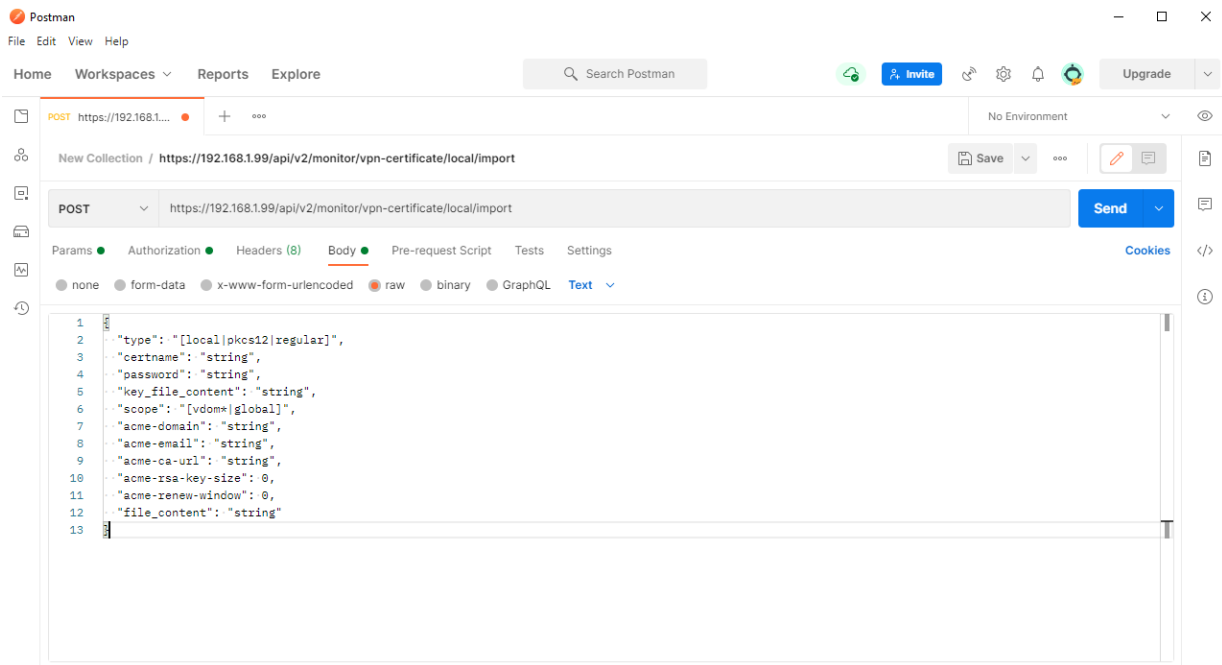 Postman
File Edit View Help
Home Workspaces Reports Explore Search Postman Invite Upgrade
POST https://192.168.1.... No Environment
New Collection / https://192.168.1.99/api/v2/monitor/vpn-certificate/local/import Save
POST https://192.168.1.99/api/v2/monitor/vpn-certificate/local/import Send
Params Authorization Headers (8) Body Pre-request Script Tests Settings Cookies
none form-data x-www-form-urlencoded raw binary GraphQL Text
1 {
2 "type": "[local|pkcs12|regular]",
3 "certname": "string",
4 "password": "string",
5 "key_file_content": "string",
6 "scope": "[vdom*|global]",
7 "acme-domain": "string",
8 "acme-email": "string",
9 "acme-ca-url": "string",
10 "acme-rsa-key-size": 0,
11 "acme-renew-window": 0,
12 "file_content": "string"
13 }